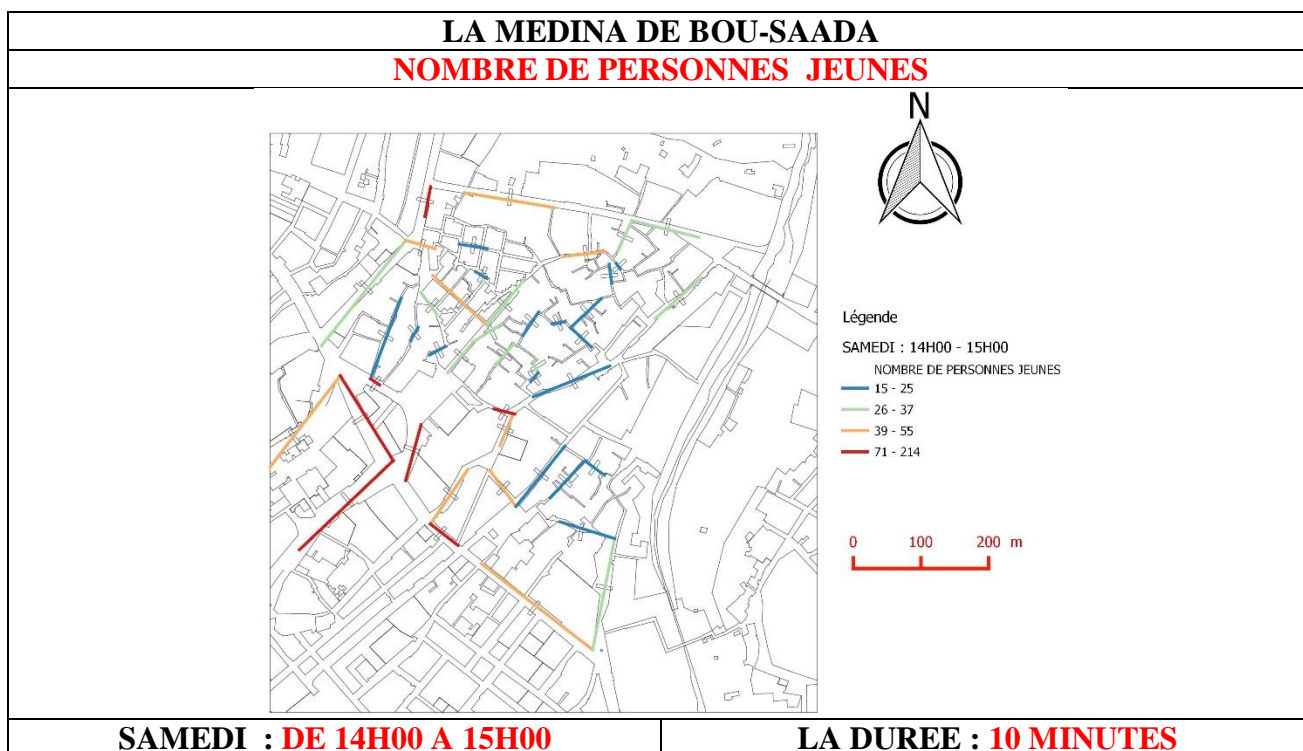 LA MEDINA DE BOU-SAADA
NOMBRE DE PERSONNES JEUNES
N
Légende
SAMEDI : 14H00 - 15H00
NOMBRE DE PERSONNES JEUNES
15 - 25
26 - 37
39 - 55
71 - 214
0 100 200 m
SAMEDI : DE 14H00 A 15H00
LA DUREE : 10 MINUTES